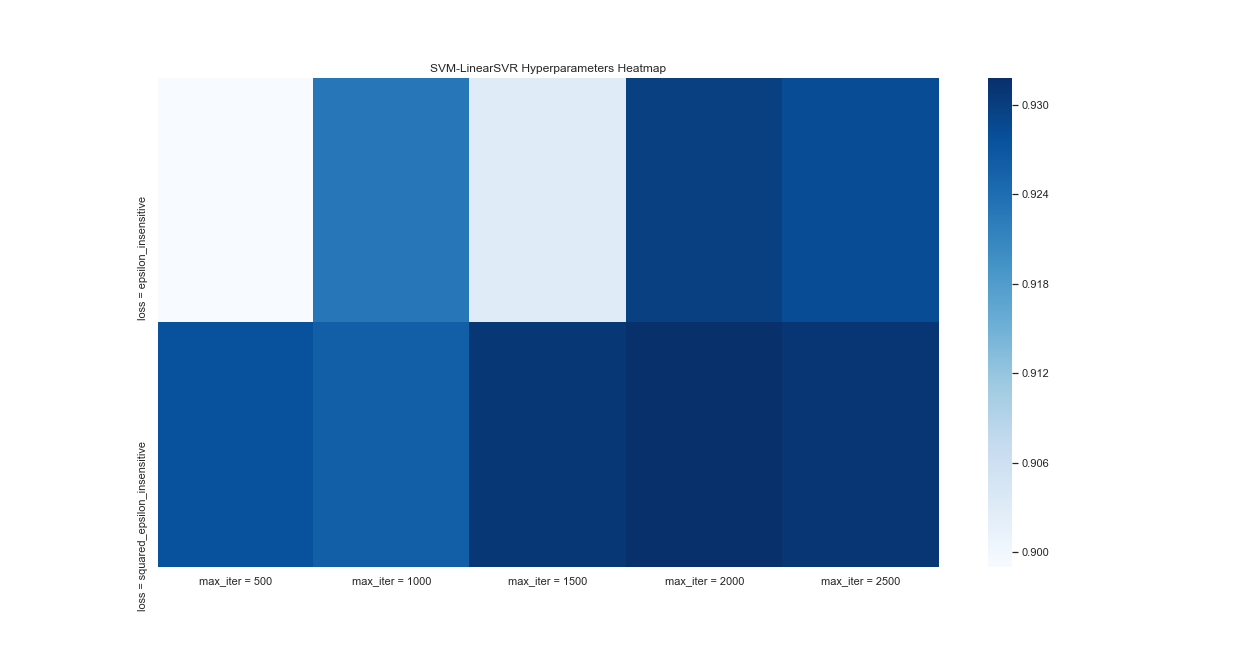 SVM-LinearSVR Hyperparameters Heatmap
loss = epsilon_insensitive
loss = squared_epsilon_insensitive
max_iter = 500
max_iter = 1000
max_iter = 1500
max_iter = 2000
max_iter = 2500
0.930
0.924
0.918
0.912
0.906
0.900